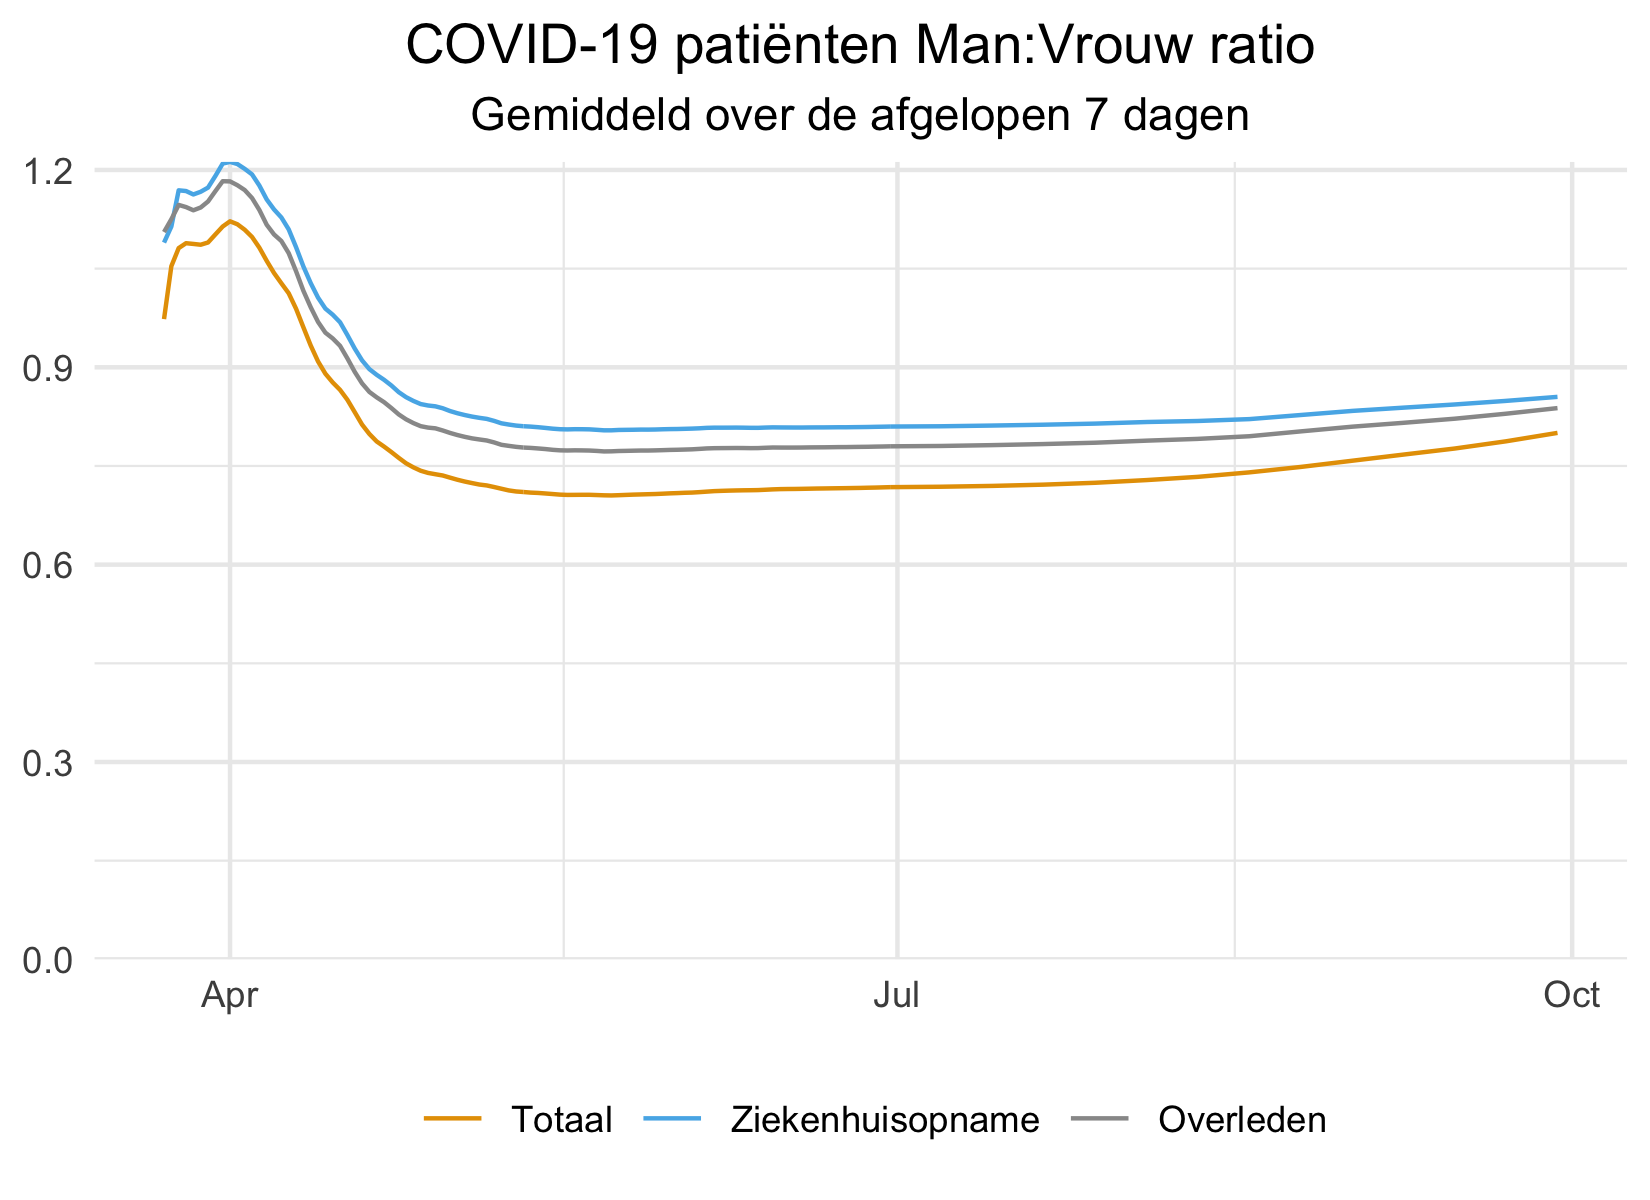 COVID-19 patiënten Man:Vrouw ratio
Gemiddeld over de afgelopen 7 dagen
1.2
0.9
0.6
0.3
0.0
Apr Jul Oct
Totaal Ziekenhuisopname Overleden